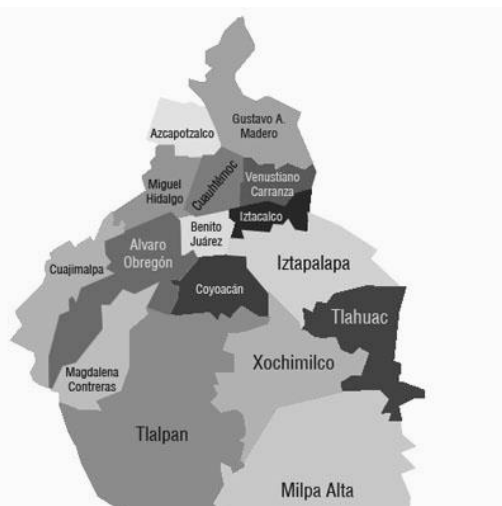 Gustavo A.
Madero
Azcapotzalco
Miguel
Hidalgo
Cuauhtémoc
Venustiano
Carranza
Iztacalco
Benito
Juárez
Cuajimalpa
Alvaro
Obregón
Iztapalapa
Coyoacán
Tlahuac
Magdalena
Contreras
Xochimilco
Tlalpan
Milpa Alta